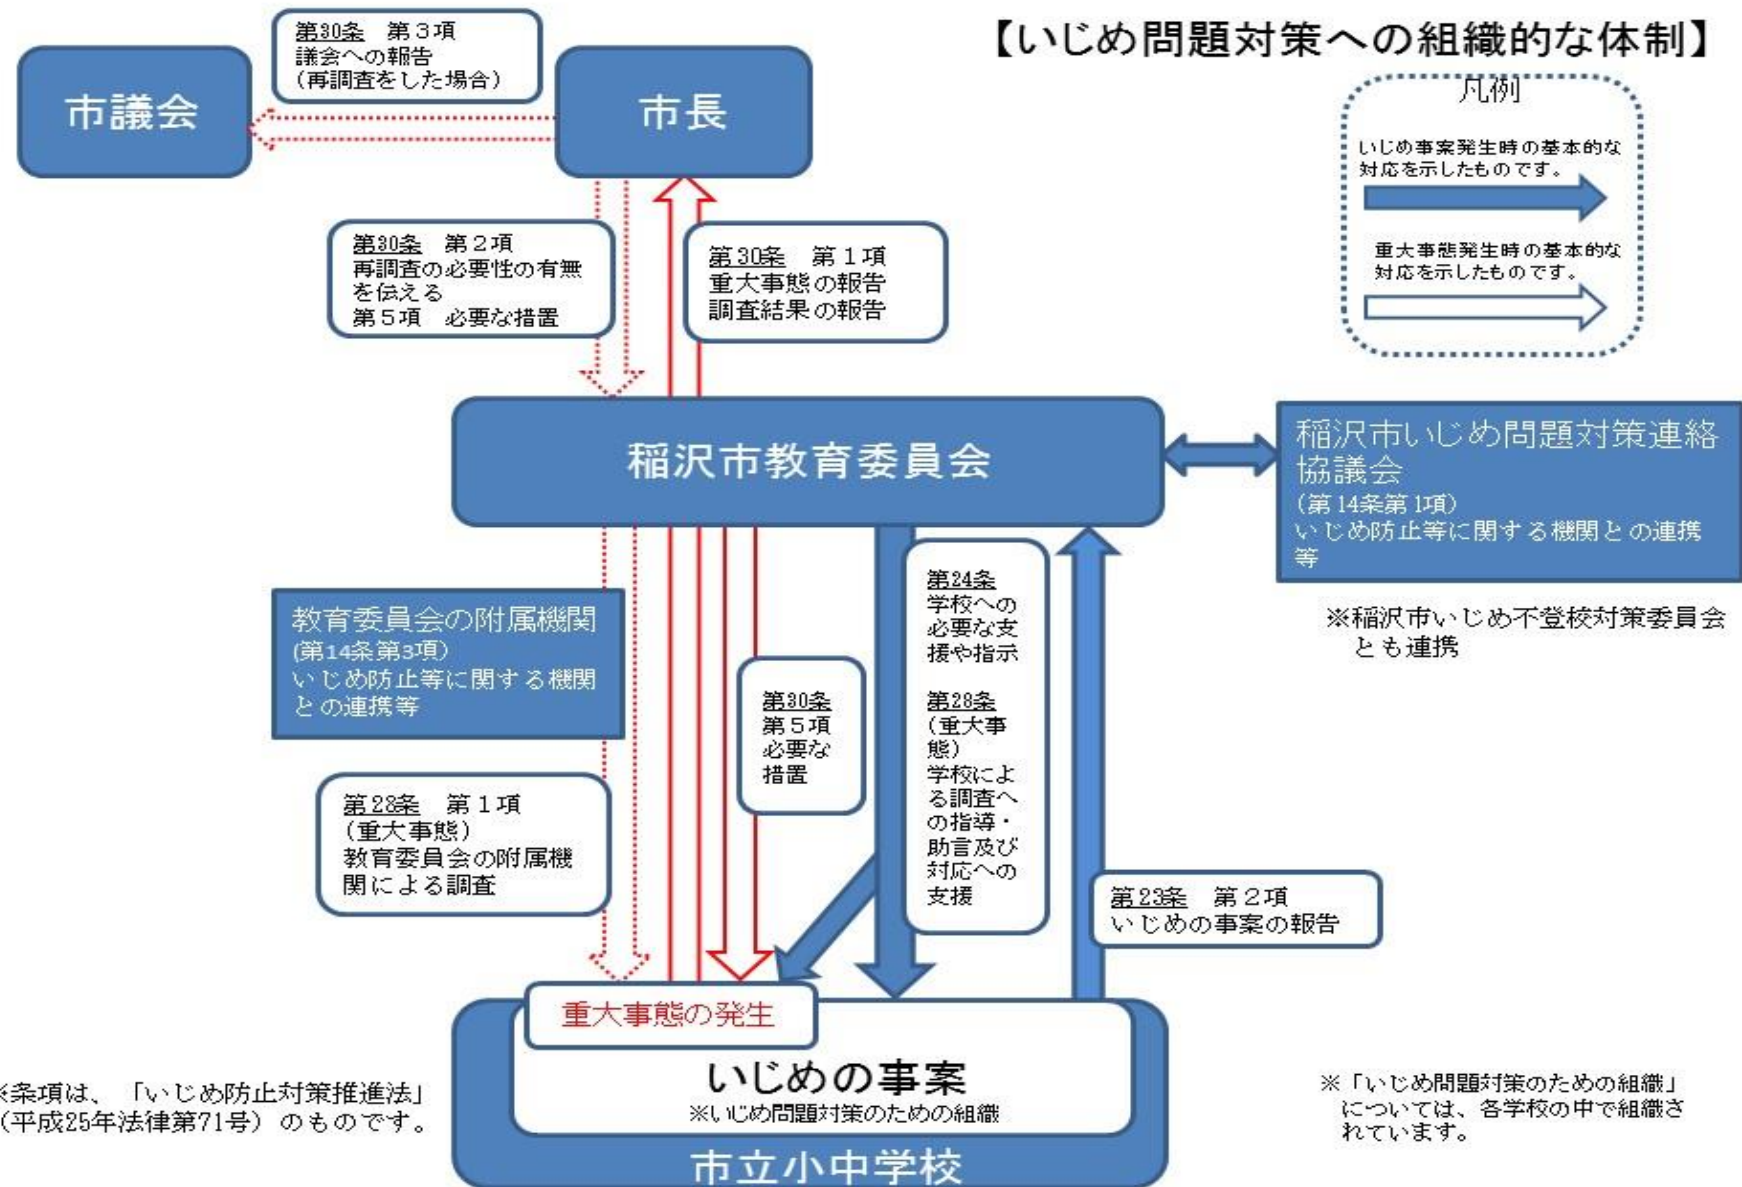 【いじめ問題対策への組織的な体制】
第30条　第３項
議会への報告
(再調査をした場合)
市議会
市長
凡例
いじめ事案発生時の基本的な
対応を示したものです。
重大事態発生時の基本的な
対応を示したものです。
第30条　第２項
再調査の必要性の有無
を伝える
第５項　必要な措置
第30条　第１項
重大事態の報告
調査結果の報告
稲沢市教育委員会
稲沢市いじめ問題対策連絡
協議会
(第14条第1項)
いじめ防止等に関する機関との連携
等
※稲沢市いじめ不登校対策委員会
とも連携
教育委員会の附属機関
(第14条第3項)
いじめ防止等に関する機関
との連携等
第28条　第１項
(重大事態)
教育委員会の附属機
関による調査
第30条
第５項
必要な
措置
第24条
学校への
必要な支
援や指示
第28条
(重大事
態)
学校によ
る調査へ
の指導・
助言及び
対応への
支援
第23条　第２項
いじめの事案の報告
重大事態の発生
いじめの事案
※いじめ問題対策のための組織
市立小中学校
※条項は、「いじめ防止対策推進法」
(平成25年法律第71号）のものです。
※「いじめ問題対策のための組織」
については、各学校の中で組織さ
れています。